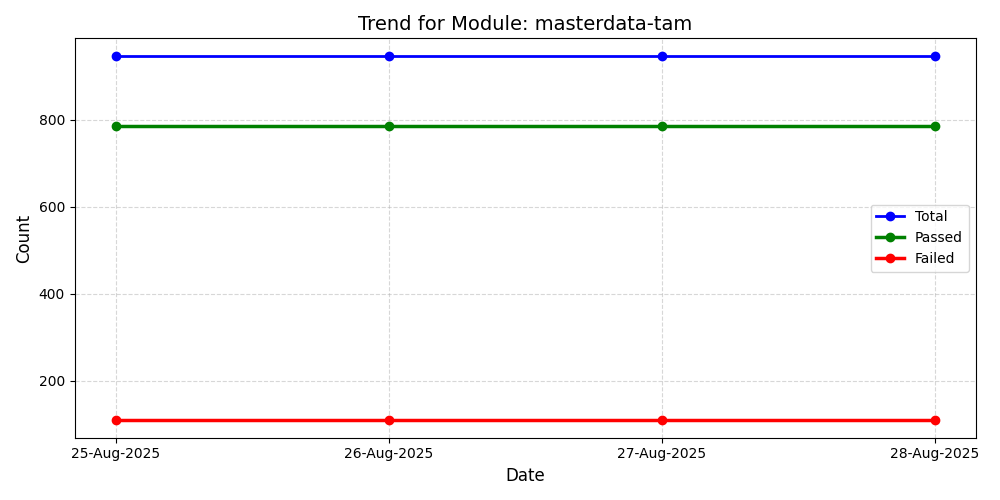 Trend for Module: masterdata-tam
800
600
400
200
Count
Total
Passed
Failed
25-Aug-2025
26-Aug-2025
27-Aug-2025
28-Aug-2025
Date